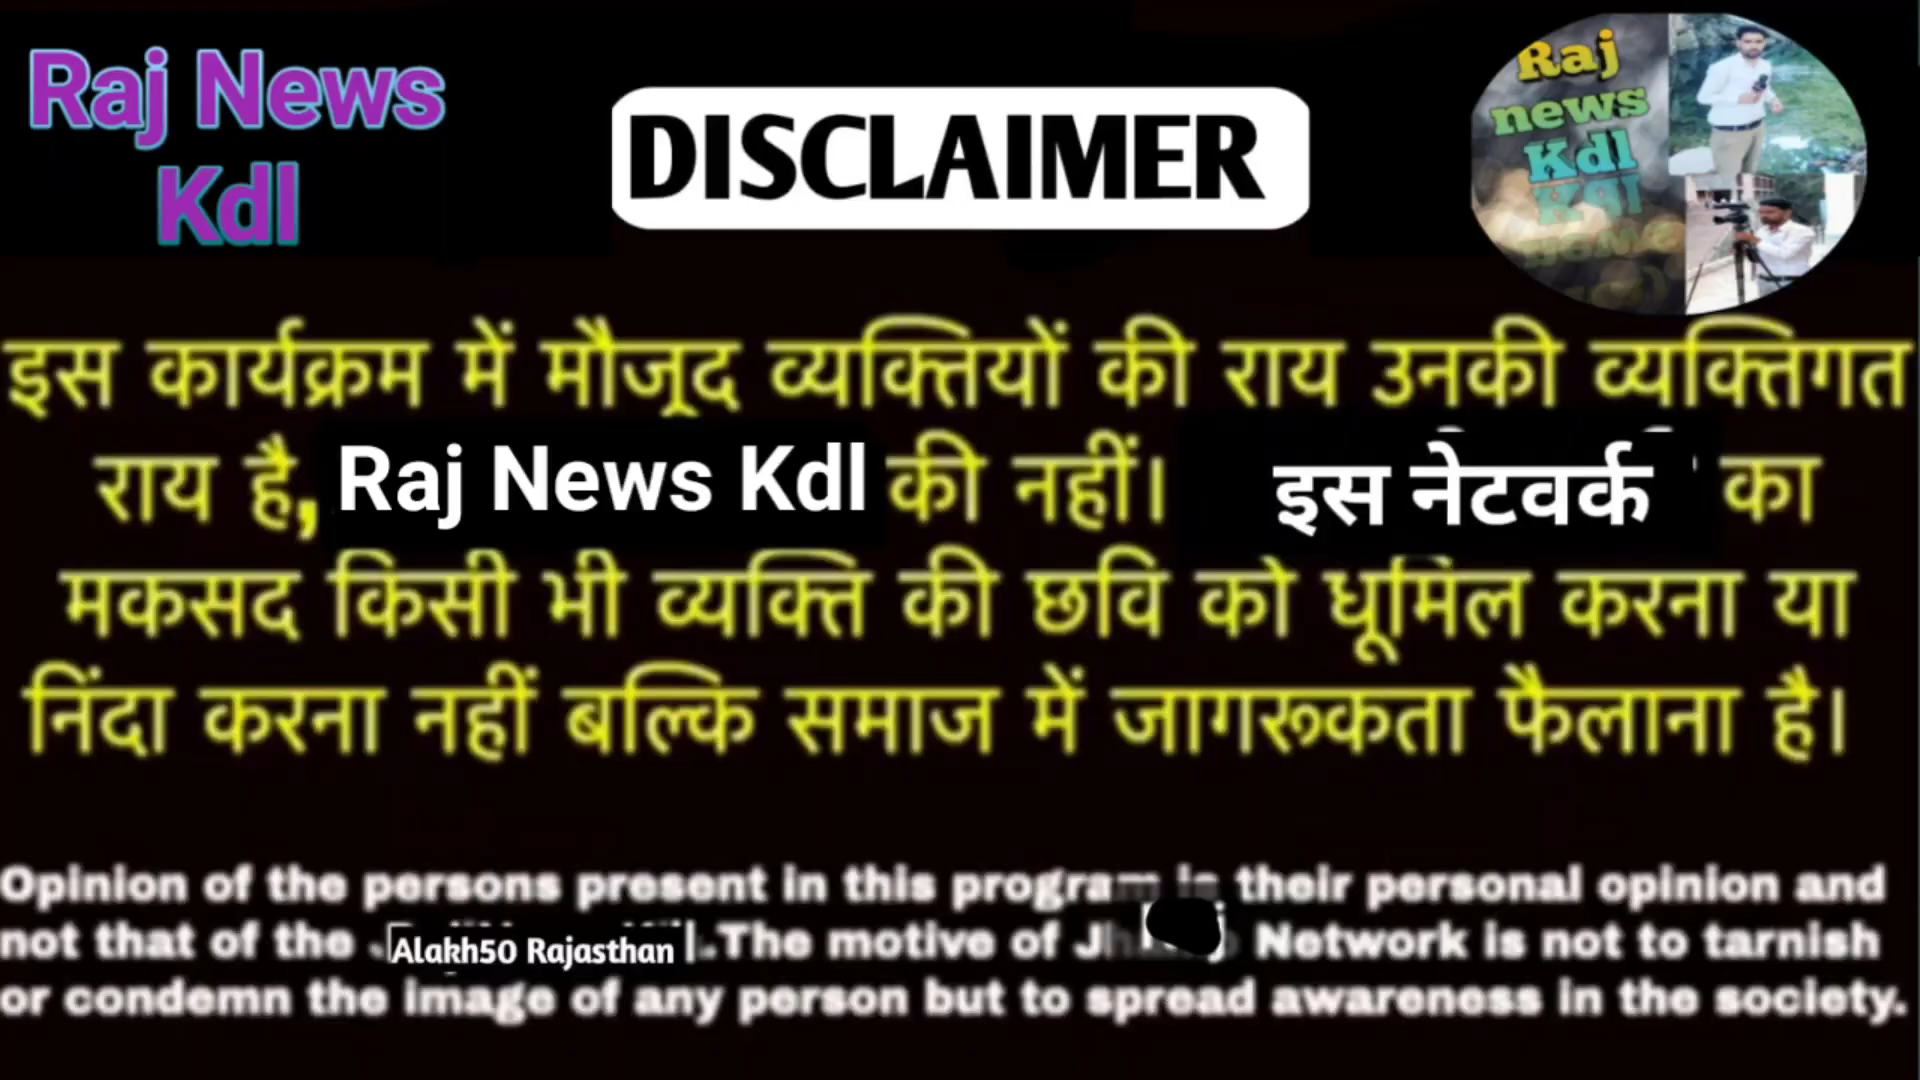 Raj News
Kdl
DISCLAIMER
Raj
news
Kdl
इस कार्यक्रम में मौजूद व्यक्तियों की राय उनकी व्यक्तिगत
राय है, Raj News Kdl की नहीं। इस नेटवर्क का
मकसद किसी भी व्यक्ति की छवि को धूमिल करना या
निंदा करना नहीं बल्कि समाज में जागरूकता फैलाना है।
Opinion of the persons present in this program is their personal opinion and
not that of the Alakh50 Rajasthan .The motive of Network is not to tarnish
or condemn the image of any person but to spread awareness in the society.